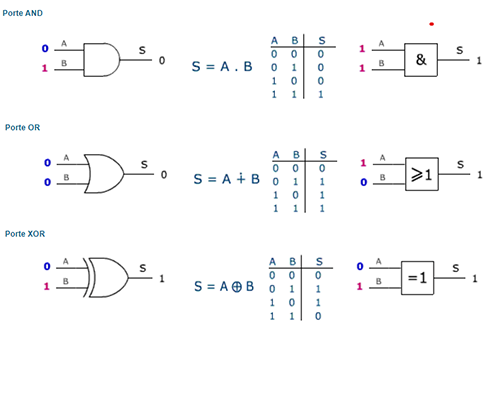 Porte AND
0 A S 0
1 B
S = A . B
A B S
0 0 0
0 1 0
1 0 0
1 1 1
1 A & S 1
1 B
Porte OR
0 A S 0
0 B
S = A + B
A B S
0 0 0
0 1 1
1 0 1
1 1 1
1 A ⩾1 S 1
0 B
Porte XOR
0 A S 1
1 B
S = A ⊕ B
A B S
0 0 0
0 1 1
1 0 1
1 1 0
0 A =1 S 1
1 B